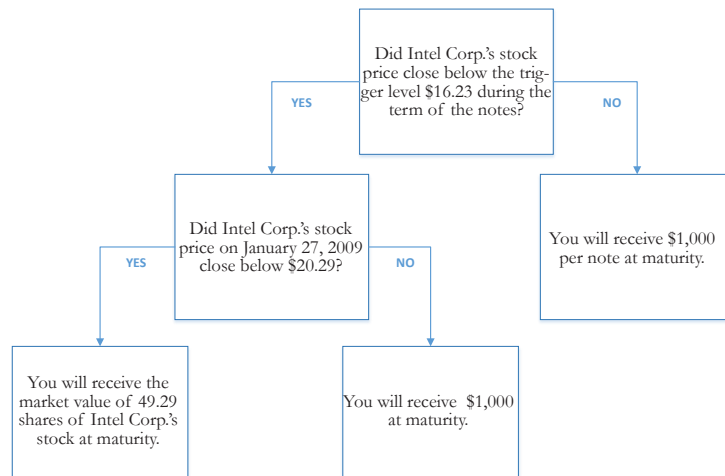 Did Intel Corp.'s stock
price close below the trig-
ger level $16.23 during the
term of the notes?
YES
NO
Did Intel Corp.'s stock
price on January 27, 2009
close below $20.29?
You will receive $1,000
per note at maturity.
YES
NO
You will receive the
market value of 49.29
shares of Intel Corp.'s
stock at maturity.
You will receive $1,000
at maturity.